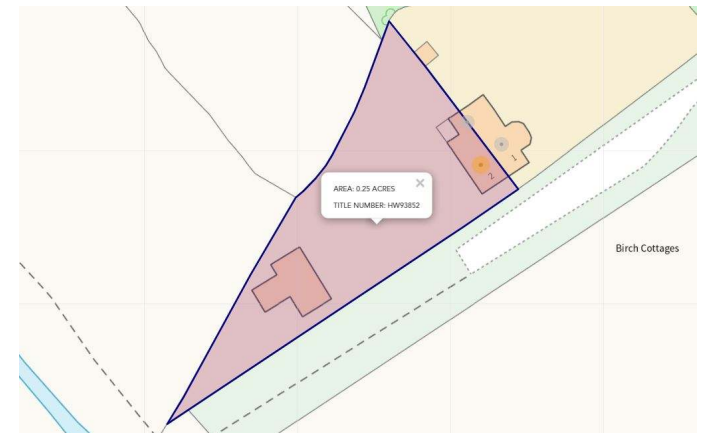 1
2
AREA: 0.25 ACRES
TITLE NUMBER: HW93852
Birch Cottages